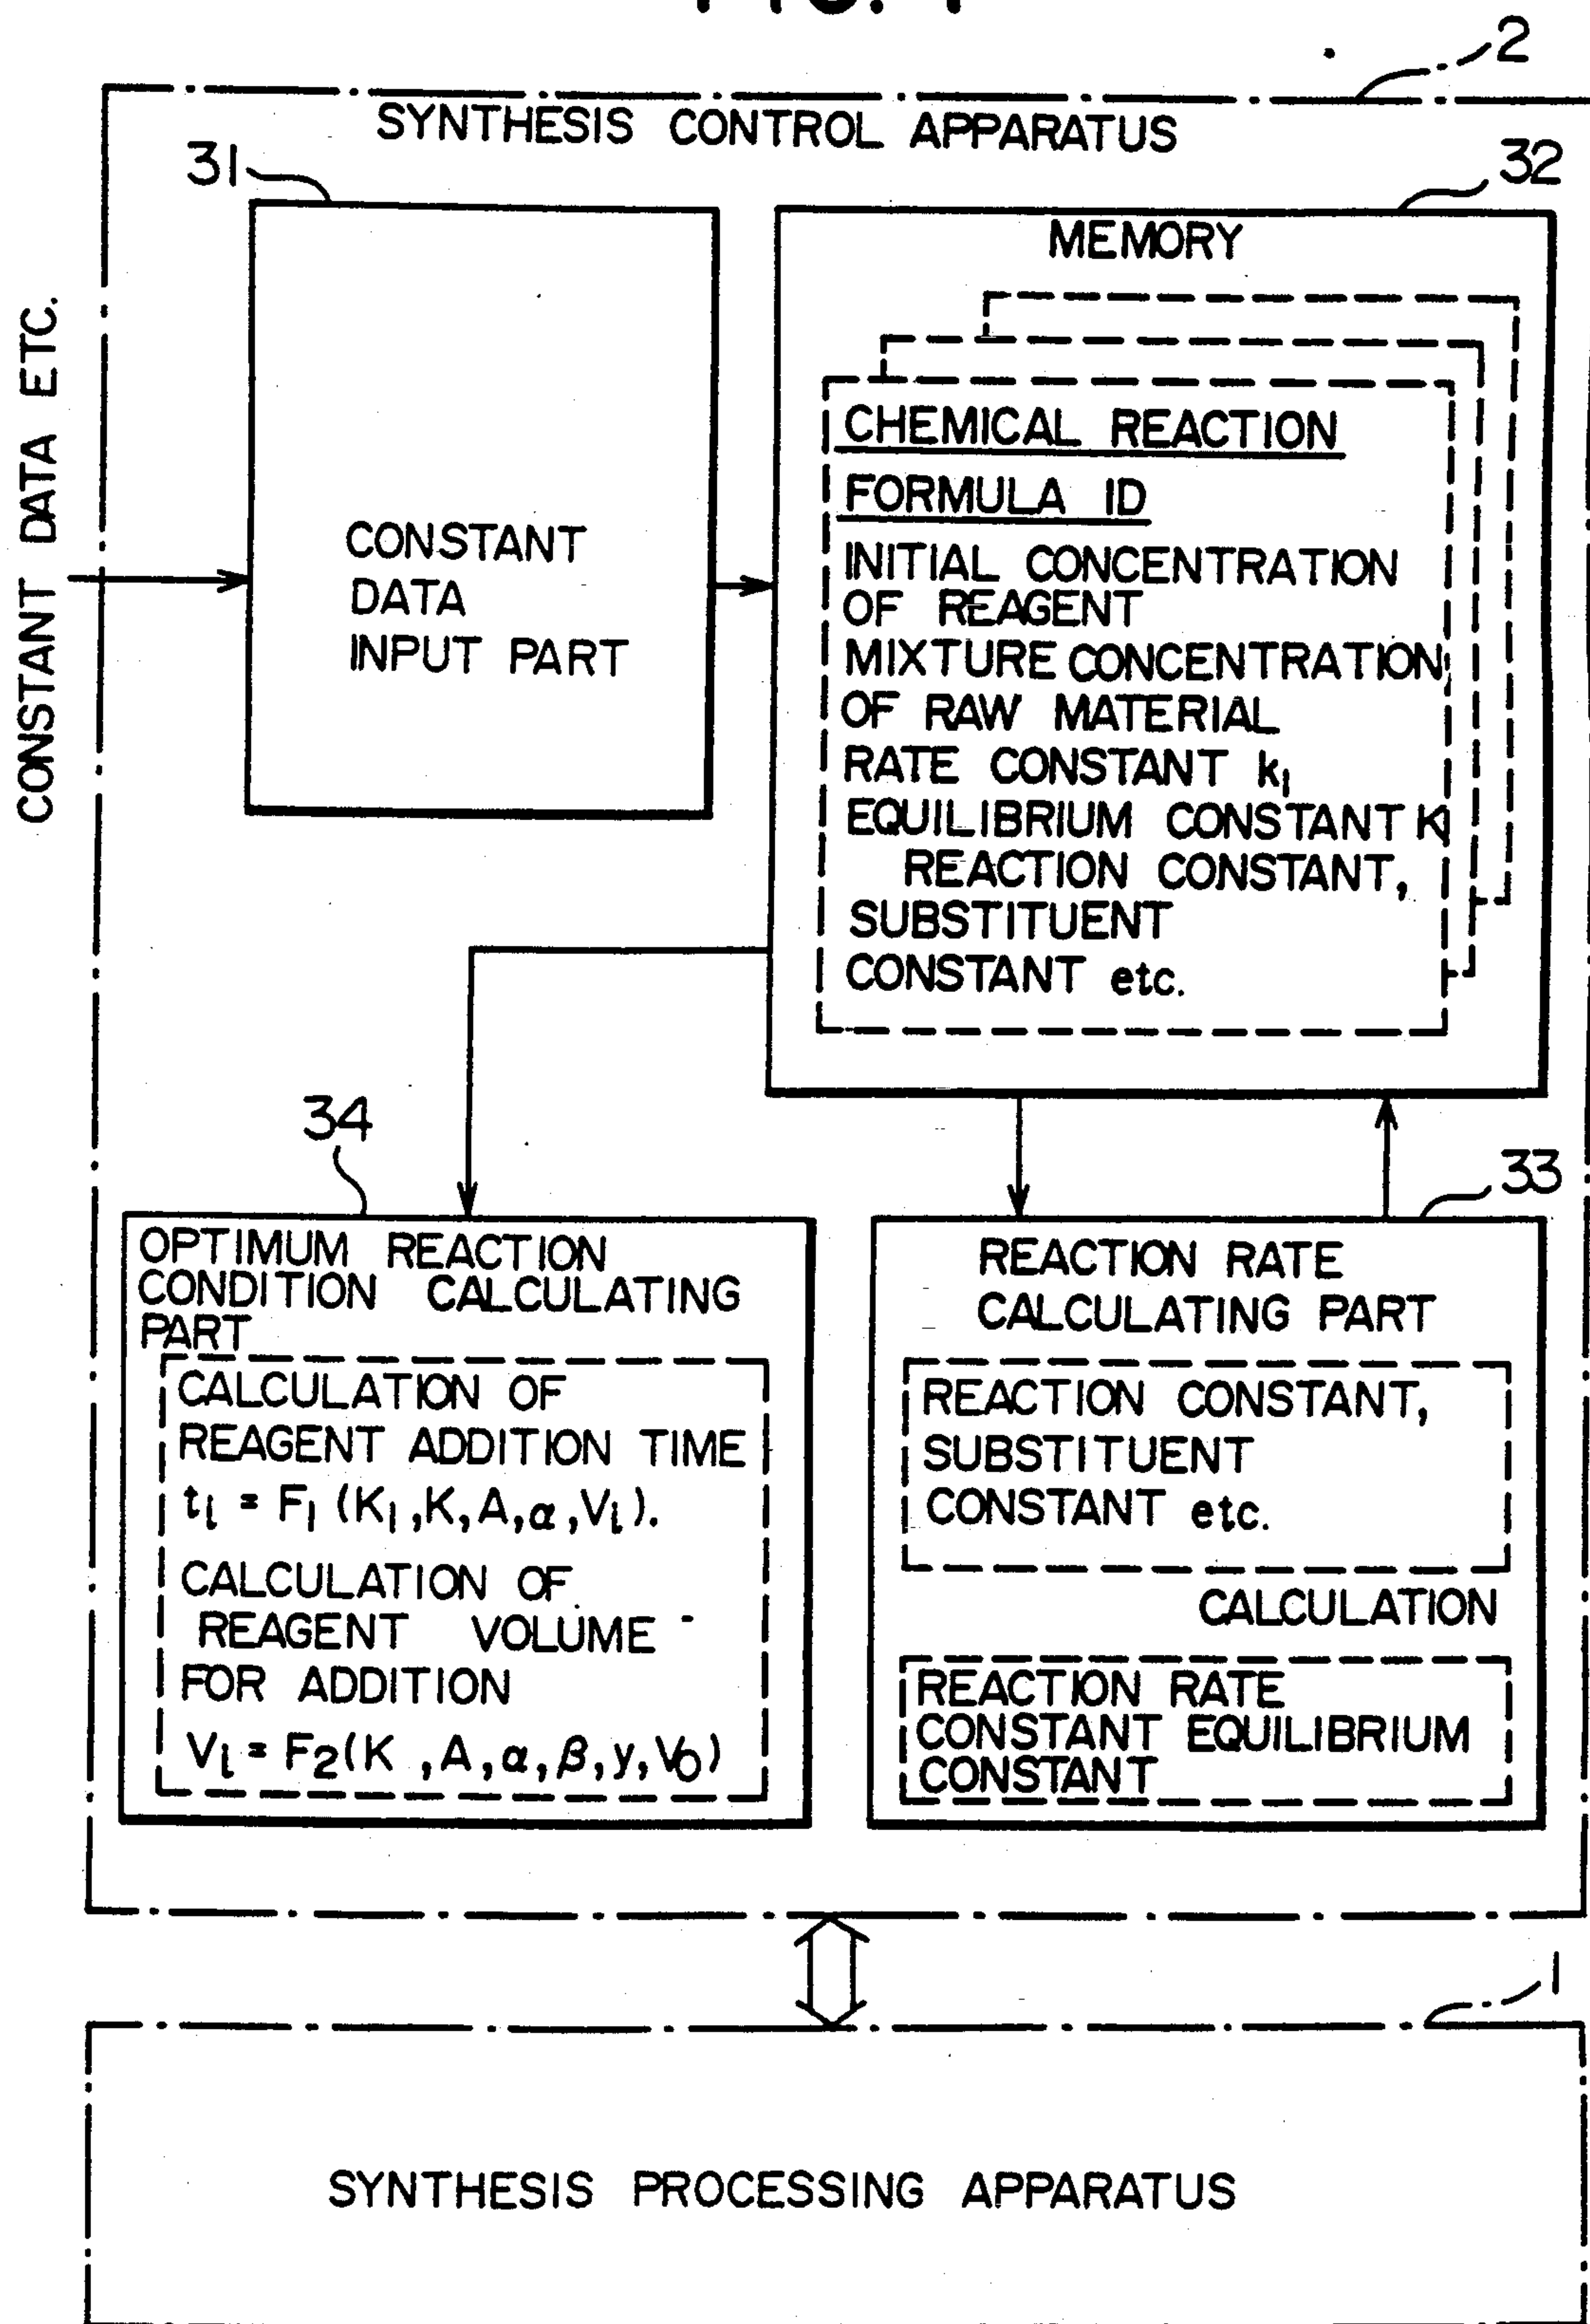 2
SYNTHESIS CONTROL APPARATUS
31
32
CONSTANT DATA ETC.
CONSTANT
DATA
INPUT PART
MEMORY
CHEMICAL REACTION
FORMULA ID
INITIAL CONCENTRATION
OF REAGENT
MIXTURE CONCENTRATION
OF RAW MATERIAL
RATE CONSTANT k₁
EQUILIBRIUM CONSTANT K
REACTION CONSTANT,
SUBSTITUENT
CONSTANT etc.
34
OPTIMUM REACTION
CONDITION CALCULATING
PART
CALCULATION OF
REAGENT ADDITION TIME
tᵢ = F₁ (K₁, K, A, α, Vᵢ).
CALCULATION OF
REAGENT VOLUME
FOR ADDITION
Vᵢ = F₂(K , A, α, β, y, V₀)
33
REACTION RATE
CALCULATING PART
REACTION CONSTANT,
SUBSTITUENT
CONSTANT etc.
CALCULATION
REACTION RATE
CONSTANT EQUILIBRIUM
CONSTANT
1
SYNTHESIS PROCESSING APPARATUS